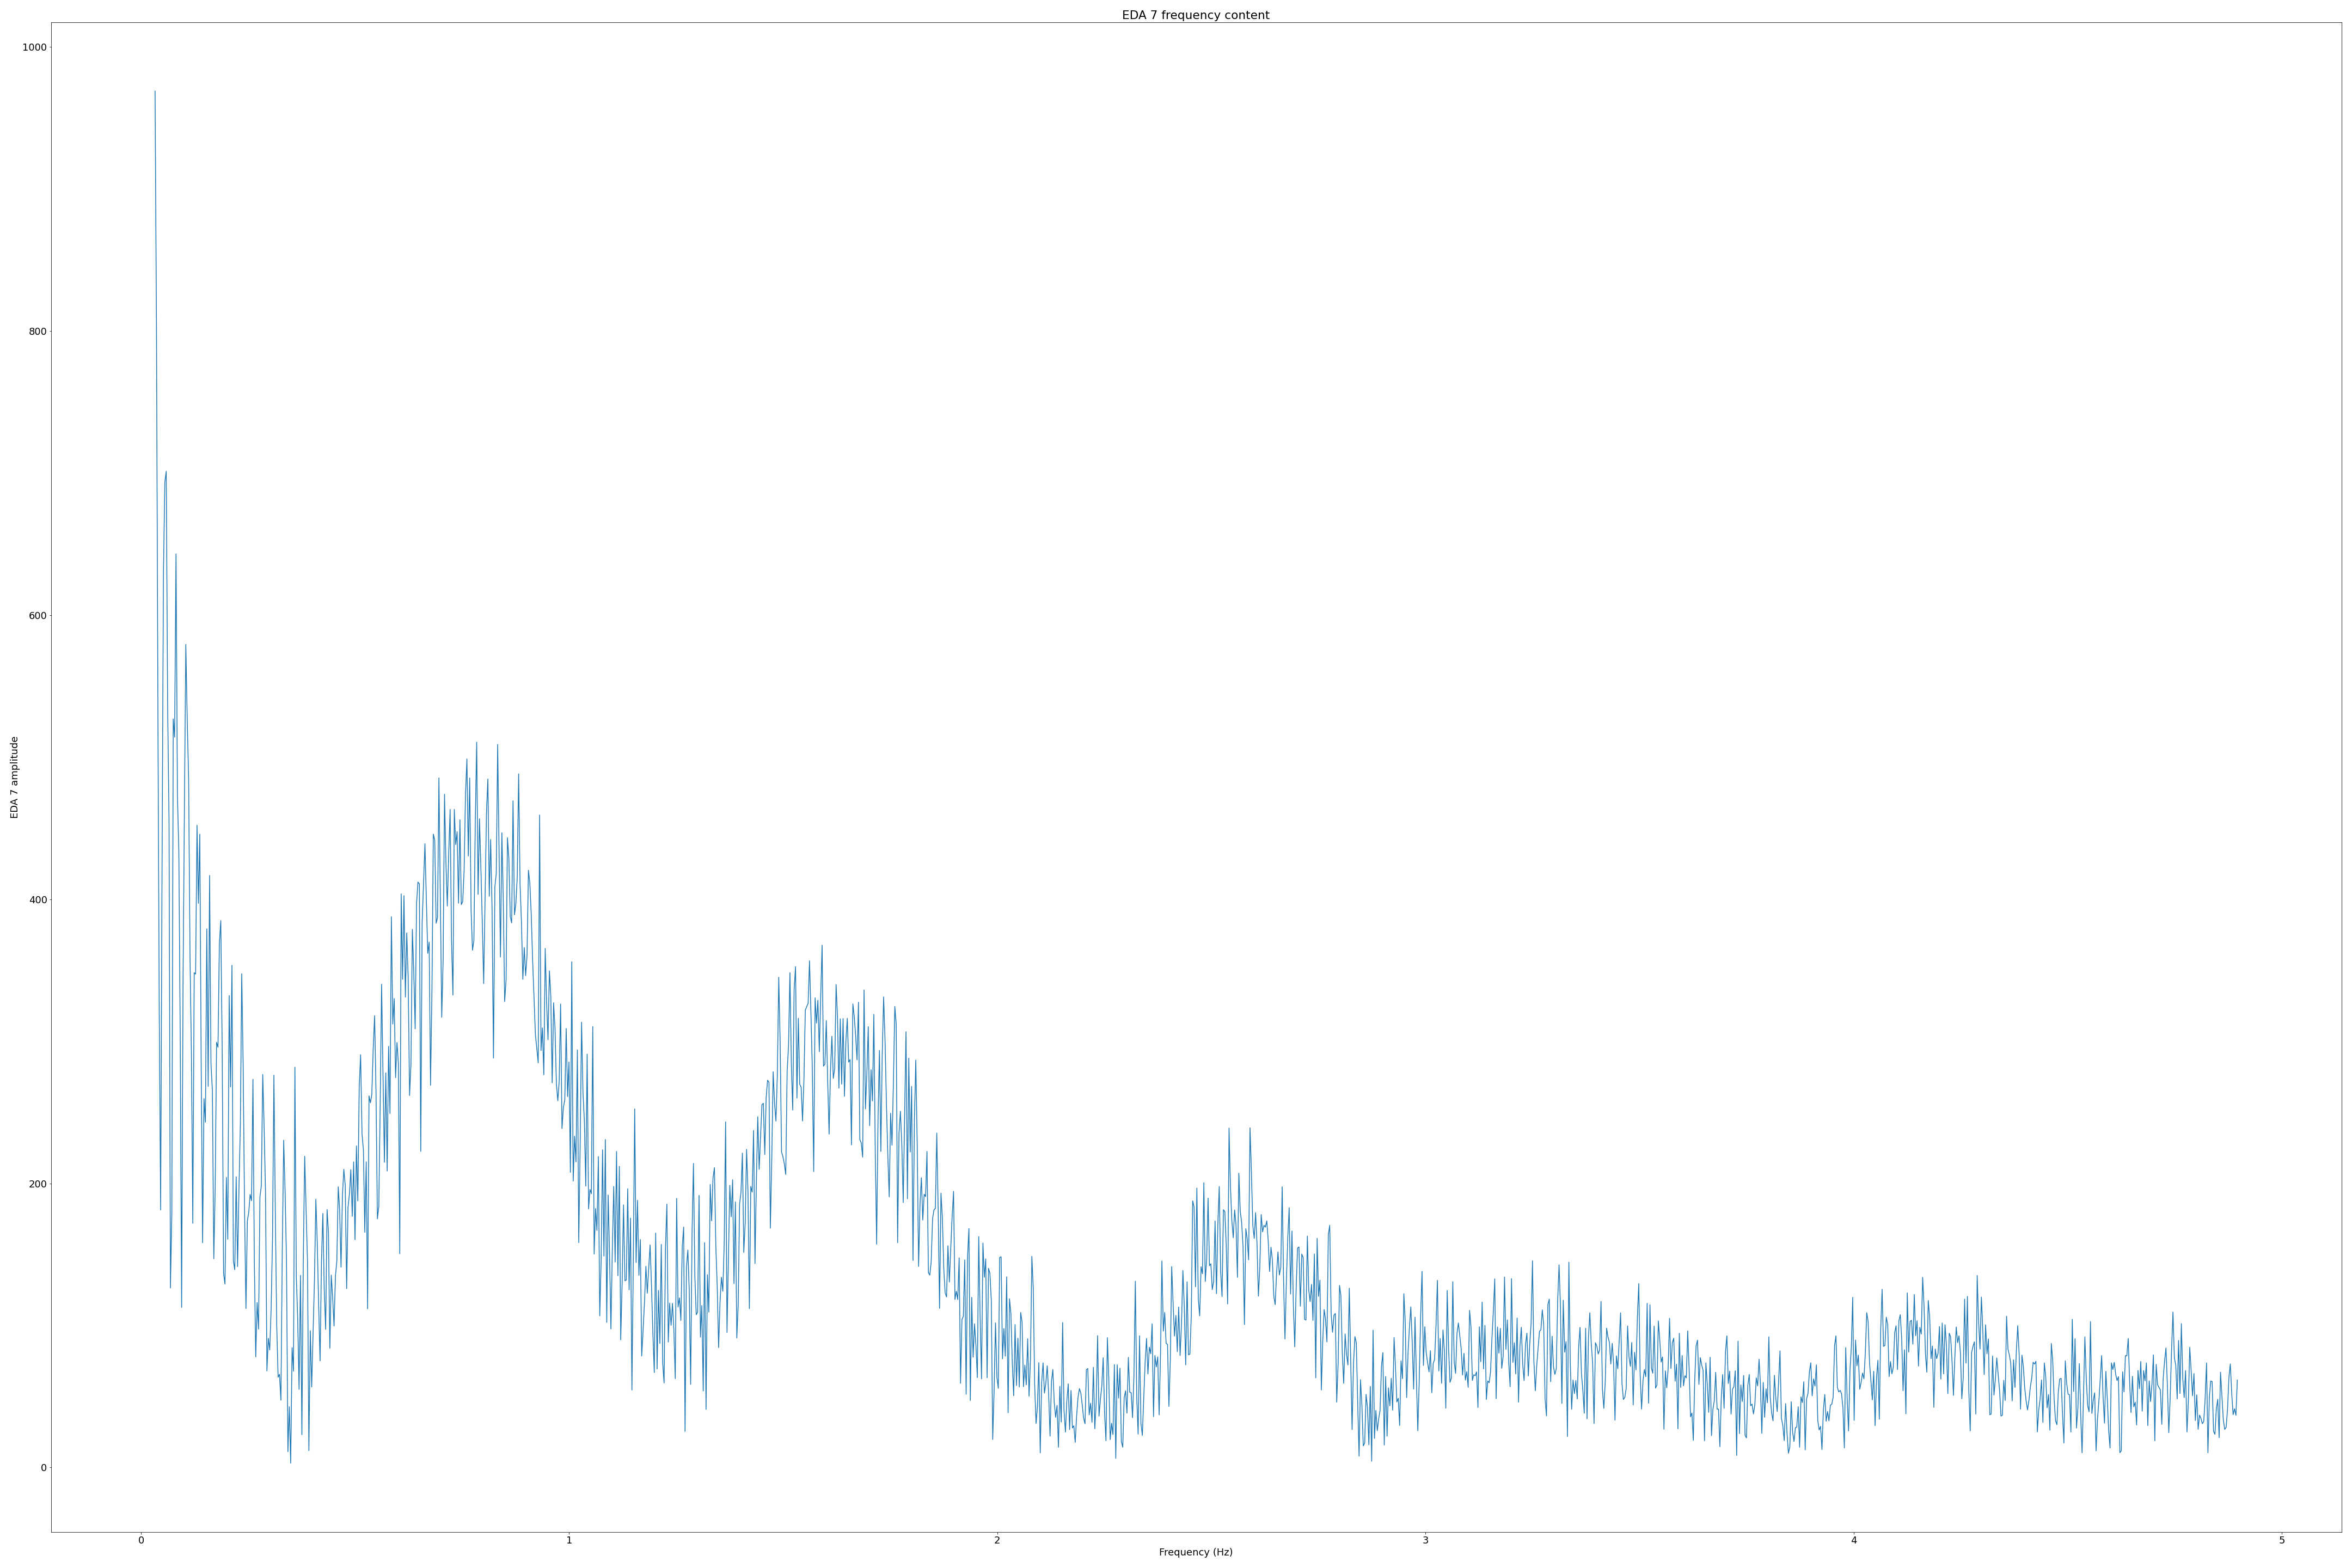 EDA 7 frequency content
1000
800
600
400
200
0
EDA 7 amplitude
0 1 2 3 4 5
Frequency (Hz)